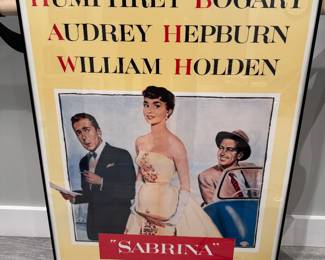 HUMPHREY BOGART
AUDREY HEPBURN
WILLIAM HOLDEN
"SABRINA"